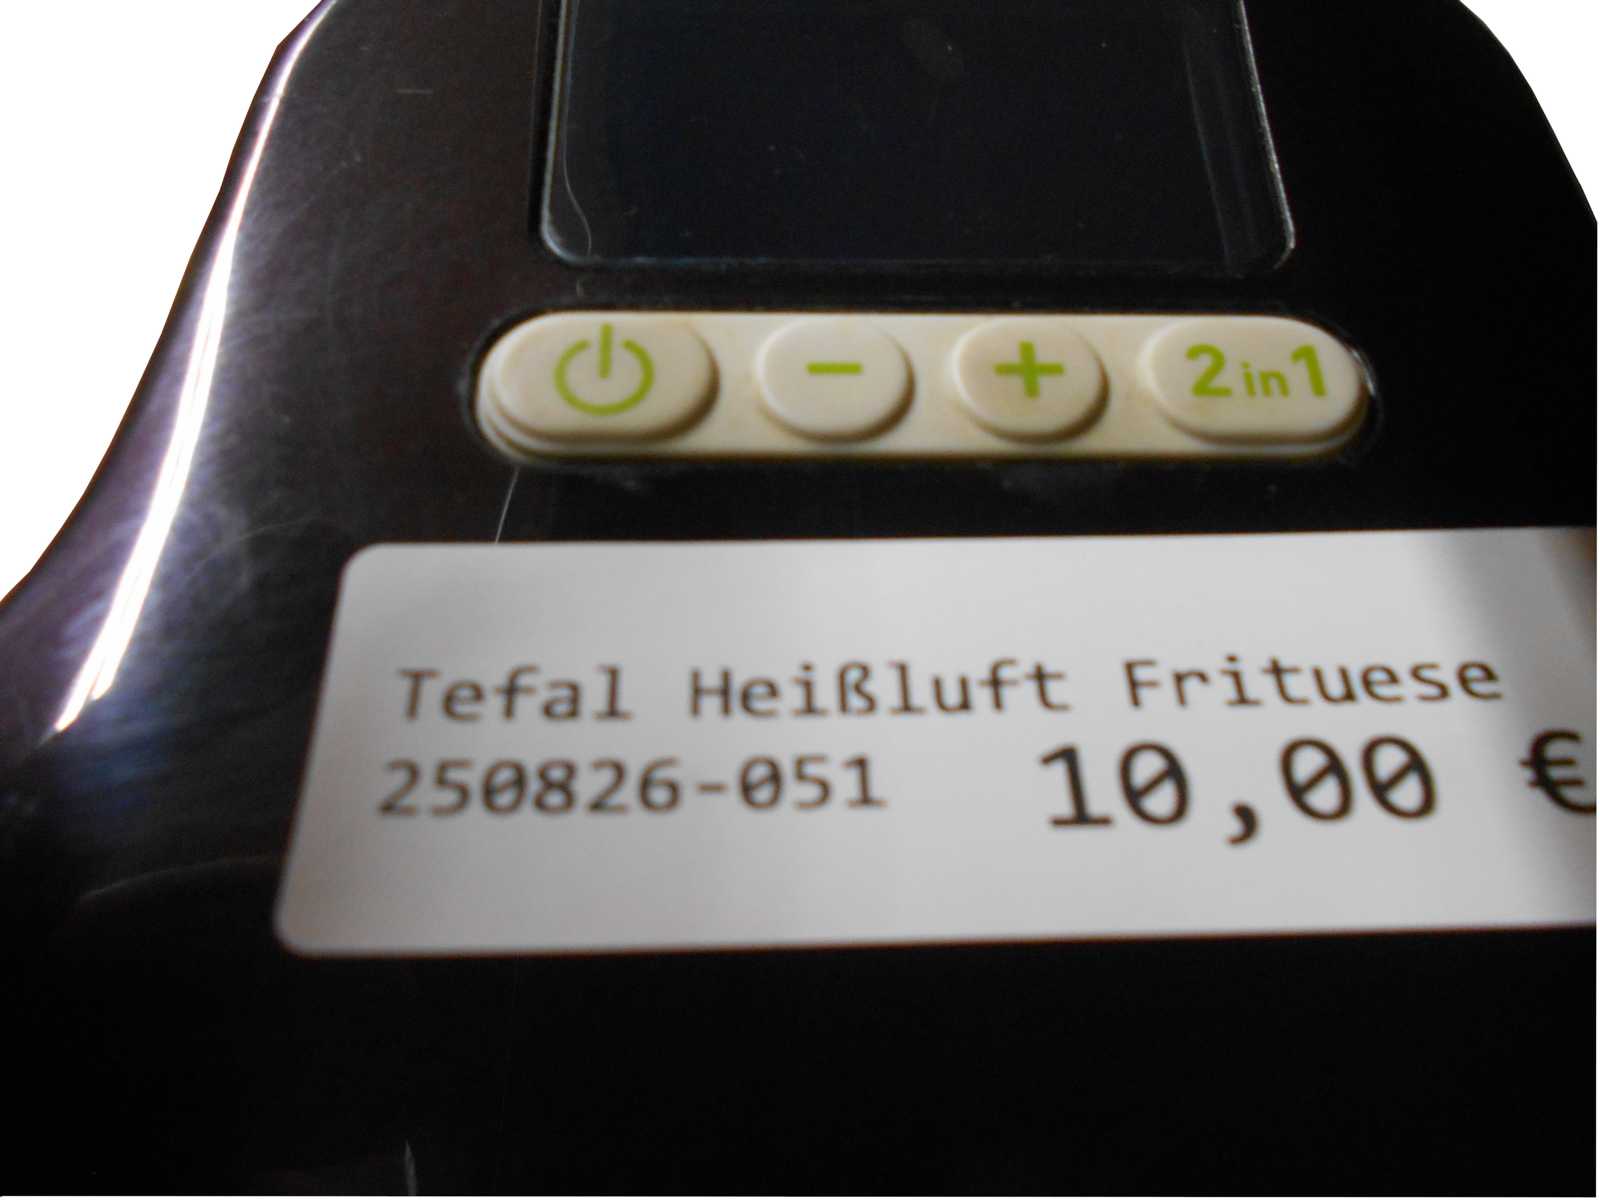 − + 2in1
Tefal Heißluft Frituese
250826-051 10,00 €